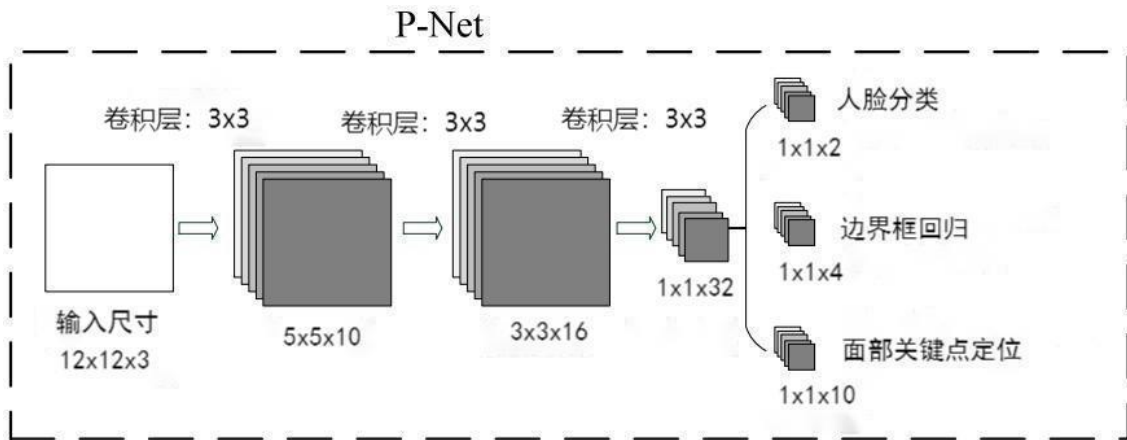 P-Net
卷积层：3x3
卷积层：3x3
卷积层：3x3
输入尺寸
12x12x3
5x5x10
3x3x16
1x1x32
人脸分类
1x1x2
边界框回归
1x1x4
面部关键点定位
1x1x10